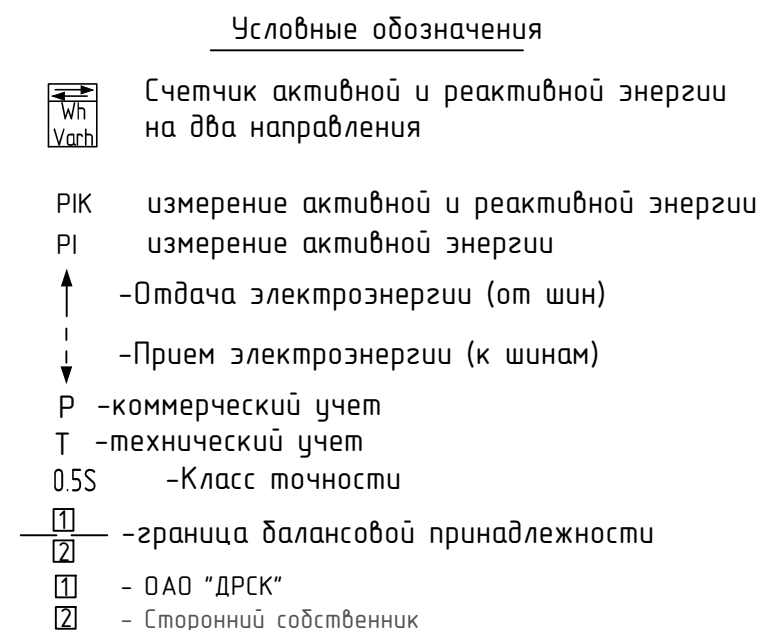 Условные обозначения
Wh Счетчик активной и реактивной энергии
Varh на два направления
PIK измерение активной и реактивной энергии
PI измерение активной энергии
-Отдача электроэнергии (от шин)
-Прием электроэнергии (к шинам)
P -коммерческий учет
T -технический учет
0.5S -Класс точности
1
-граница балансовой принадлежности
2
1 - ОАО "ДРСК"
2 - Сторонний собственник